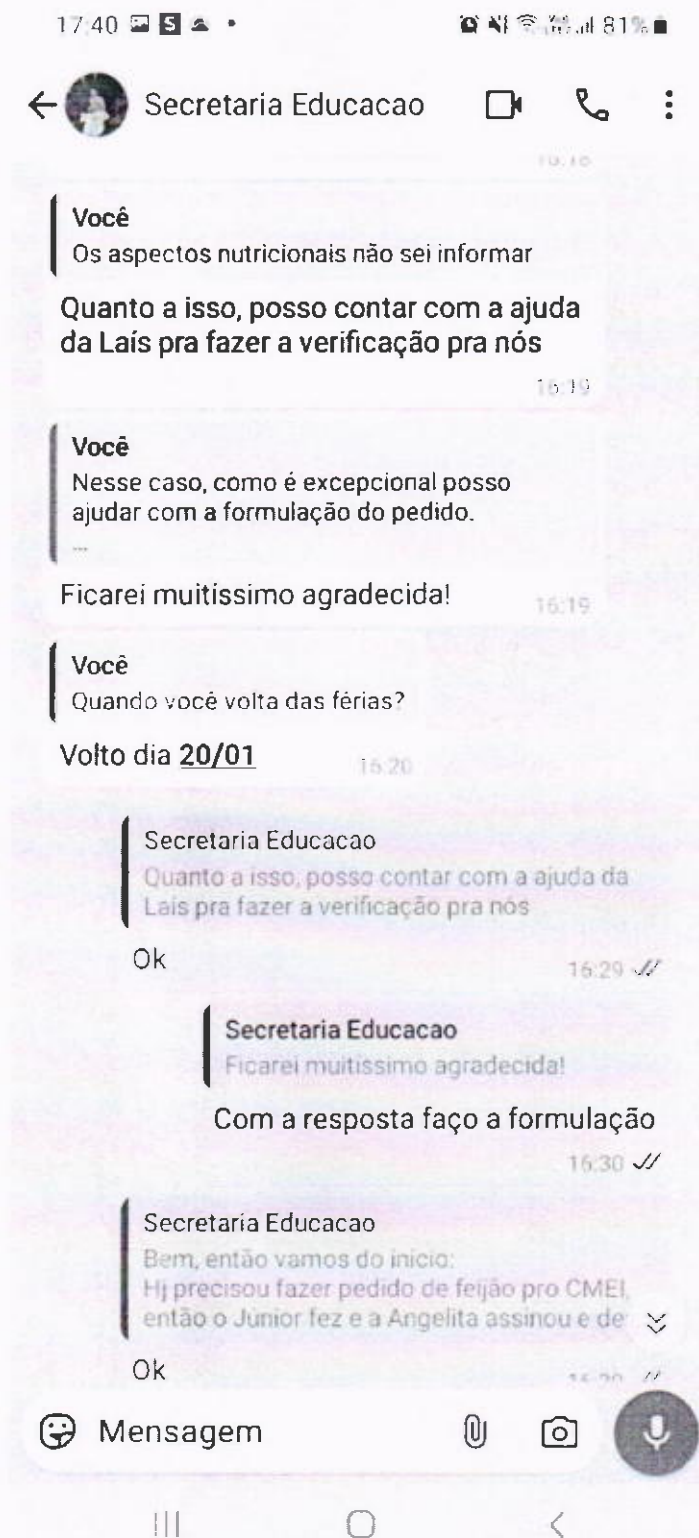 17:40 81%
Secretaria Educacao
16:18
Você
Os aspectos nutricionais não sei informar
Quanto a isso, posso contar com a ajuda
da Laís pra fazer a verificação pra nós
16:19
Você
Nesse caso, como é excepcional posso
ajudar com a formulação do pedido.
...
Ficarei muitíssimo agradecida!
16:19
Você
Quando você volta das férias?
Volto dia 20/01
16:20
Secretaria Educacao
Quanto a isso, posso contar com a ajuda da
Laís pra fazer a verificação pra nós
Ok
16:29
Secretaria Educacao
Ficarei muitíssimo agradecida!
Com a resposta faço a formulação
16:30
Secretaria Educacao
Bem, então vamos do início:
Hj precisou fazer pedido de feijão pro CMEI,
então o Júnior fez e a Angelita assinou e de
Ok
Mensagem